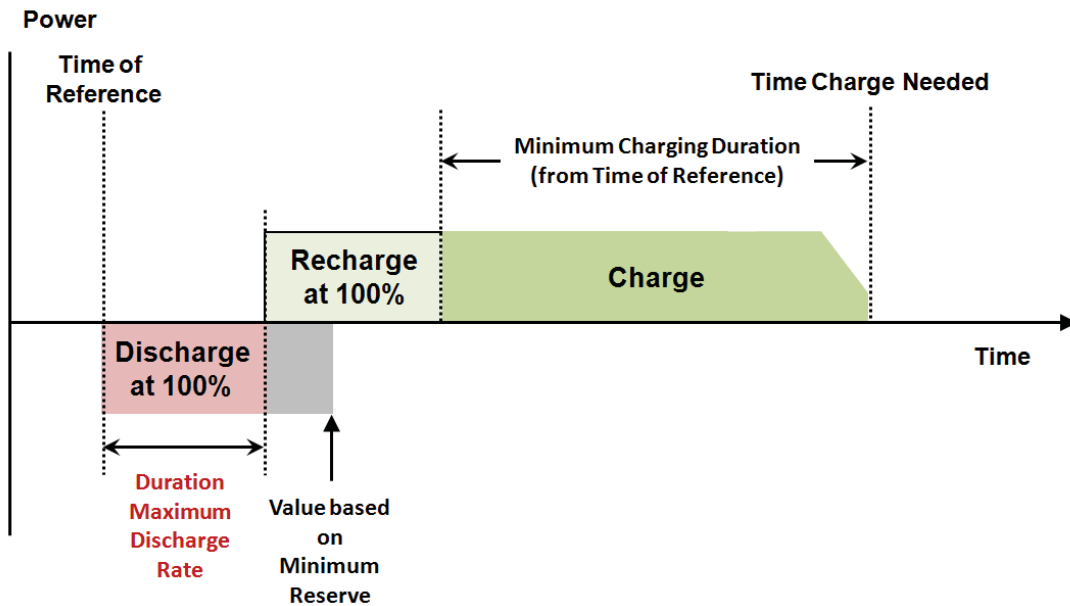 Power
Time of
Reference
Time Charge Needed
Minimum Charging Duration
(from Time of Reference)
Recharge
at 100%
Charge
Discharge
at 100%
Time
Duration
Maximum
Discharge
Rate
Value based
on
Minimum
Reserve